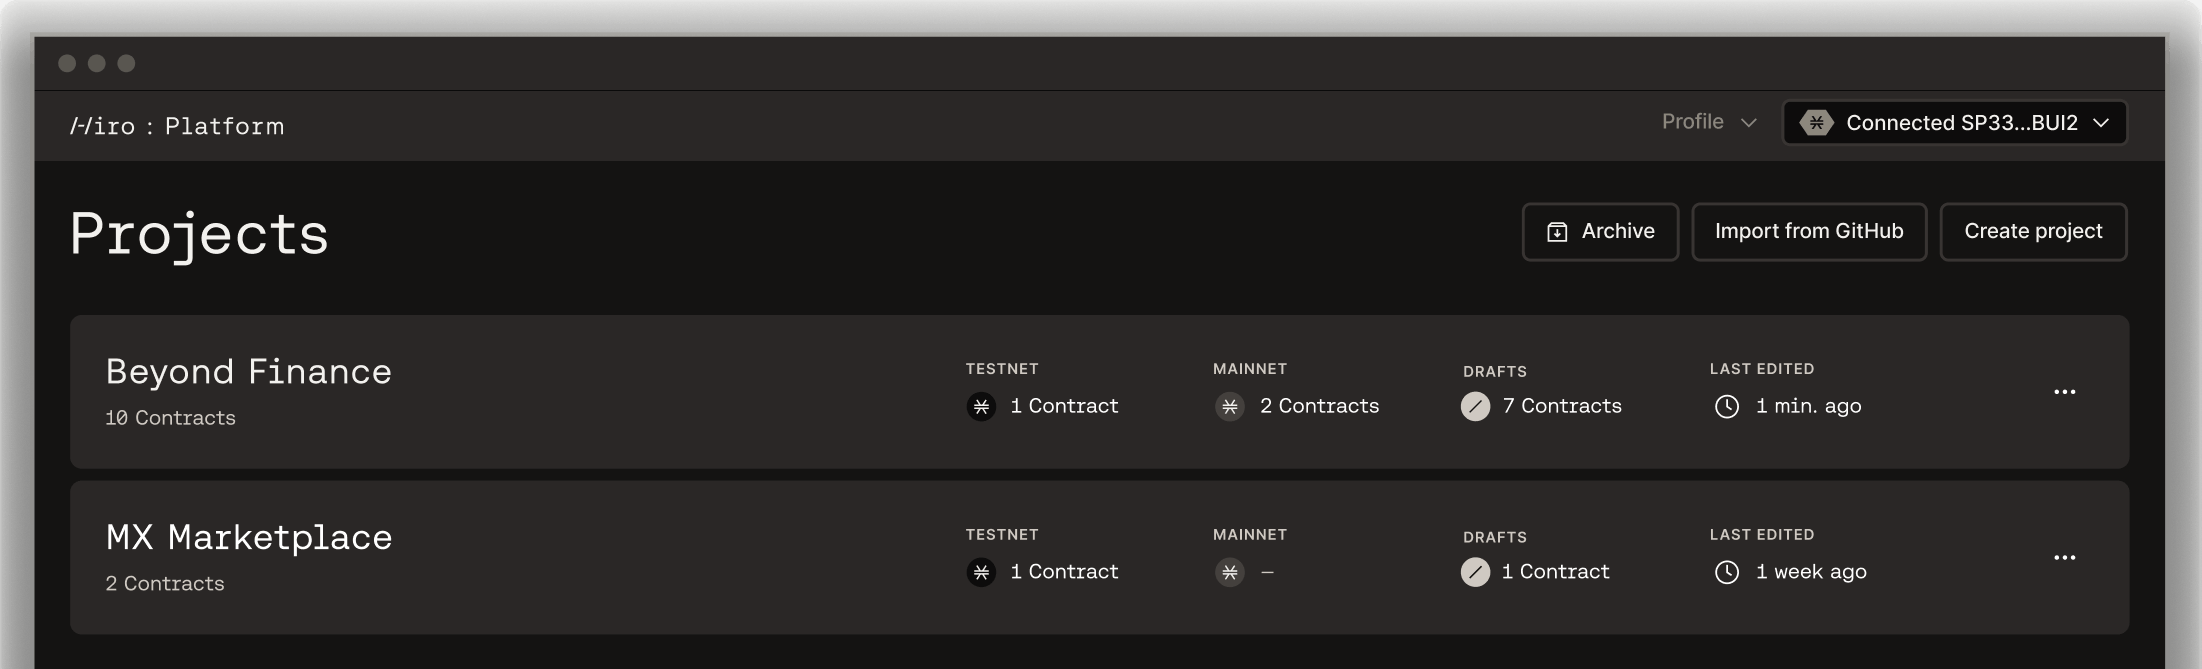 Hiro : Platform
Profile
Connected SP33...BUI2
Projects
Archive
Import from GitHub
Create project
Beyond Finance
10 Contracts
TESTNET
1 Contract
MAINNET
2 Contracts
DRAFTS
7 Contracts
LAST EDITED
1 min. ago
MX Marketplace
2 Contracts
TESTNET
1 Contract
MAINNET
–
DRAFTS
1 Contract
LAST EDITED
1 week ago